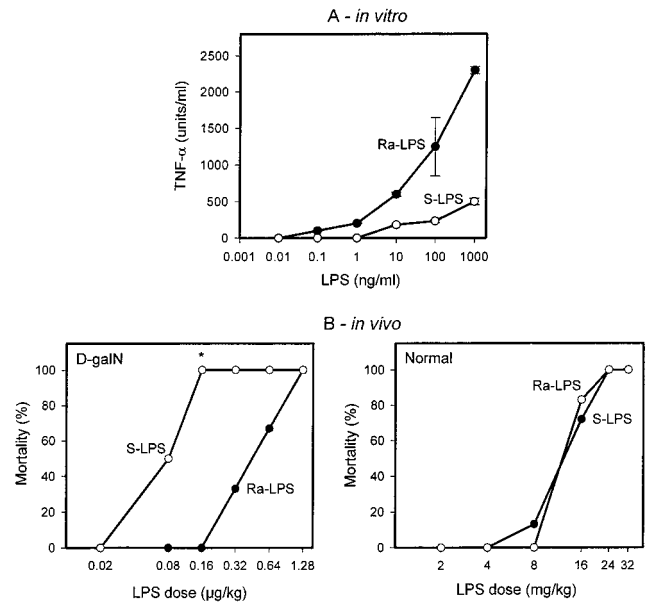 A - in vitro
TNF-α (units/ml)
2500
2000
1500
1000
500
0
Ra-LPS
S-LPS
0.001 0.01 0.1 1 10 100 1000
LPS (ng/ml)
B - in vivo
D-galN
*
Mortality (%)
100
80
60
40
20
0
S-LPS
Ra-LPS
0.02 0.08 0.16 0.32 0.64 1.28
LPS dose (µg/kg)
Normal
Mortality (%)
100
80
60
40
20
0
Ra-LPS
S-LPS
2 4 8 16 24 32
LPS dose (mg/kg)